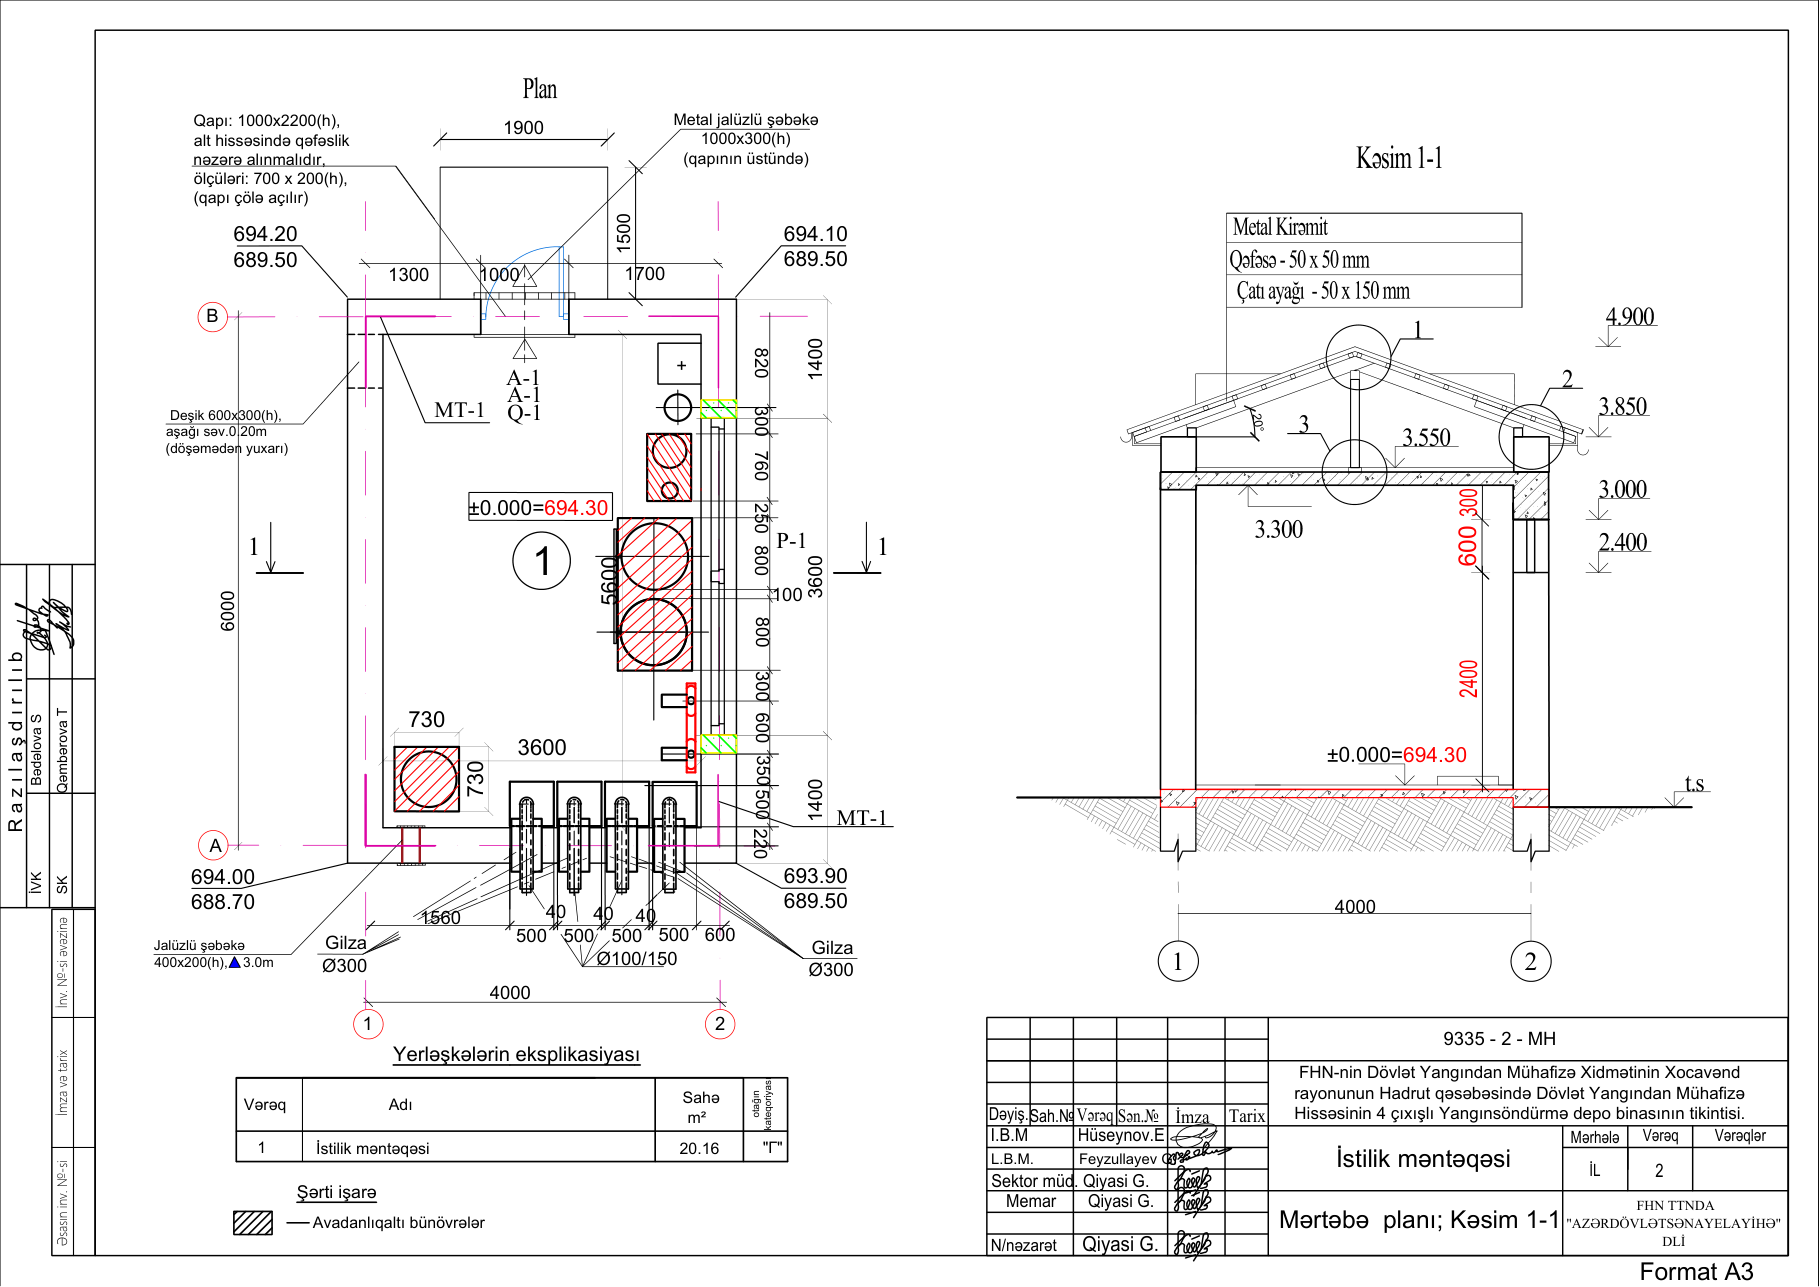 Plan
Qapı: 1000x2200(h),
alt hissəsində qəfəslik
nəzərə alınmalıdır,
ölçüləri: 700 x 200(h),
(qapı çölə açılır)
1900
Metal jalüzlü şəbəkə
1000x300(h)
(qapının üstündə)
1500
694.20
689.50
694.10
689.50
1300
1000
1700
B
A-1
A-1
Q-1
MT-1
Deşik 600x300(h),
aşağı səv.0.20m
(döşəmədən yuxarı)
±0.000=694.30
1
1
1
P-1
5600
6000
820
300
760
250
800
100
800
300
600
350
500
220
1400
3600
1400
730
730
3600
MT-1
A
694.00
688.70
693.90
689.50
1560
40
40
40
500
500
500
500
600
Jalüzlü şəbəkə
400x200(h), 3.0m
Gilza
Ø300
Ø100/150
Gilza
Ø300
4000
1
2
Kəsim 1-1
Metal Kirəmit
Qəfəsə - 50 x 50 mm
Çatı ayağı - 50 x 150 mm
1
2
3
20°
4.900
3.850
3.550
3.000
2.400
3.300
300
600
2400
±0.000=694.30
t.s
4000
1
2
Yerləşkələrin eksplikasiyası
Vərəq
Adı
Sahə
m²
otağın
kateqoriyası
1
İstilik məntəqəsi
20.16
"Г"
Şərti işarə
Avadanlıqaltı bünövrələr
Razılaşdırılıb
Bədəlova S
Qəmbərova T
İVK
SK
İnv. №-si əvəzinə
İmza və tarix
Əsasın inv. №-si
9335 - 2 - MH
FHN-nin Dövlət Yangından Mühafizə Xidmətinin Xocavənd
rayonunun Hadrut qəsəbəsində Dövlət Yangından Mühafizə
Hissəsinin 4 çıxışlı Yangınsöndürmə depo binasının tikintisi.
Dəyiş.
Sah.№
Vərəq
Sən.№
İmza
Tarix
I.B.M
Hüseynov.E
L.B.M.
Feyzullayev
Sektor müd.
Qiyasi G.
Memar
Qiyasi G.
N/nəzarət
Qiyasi G.
İstilik məntəqəsi
Mərhələ
Vərəq
Vərəqlər
İL
2
Mərtəbə planı; Kəsim 1-1
FHN TTNDA
"AZƏRDÖVLƏTSƏNAYELAYİHƏ"
DLİ
Format A3